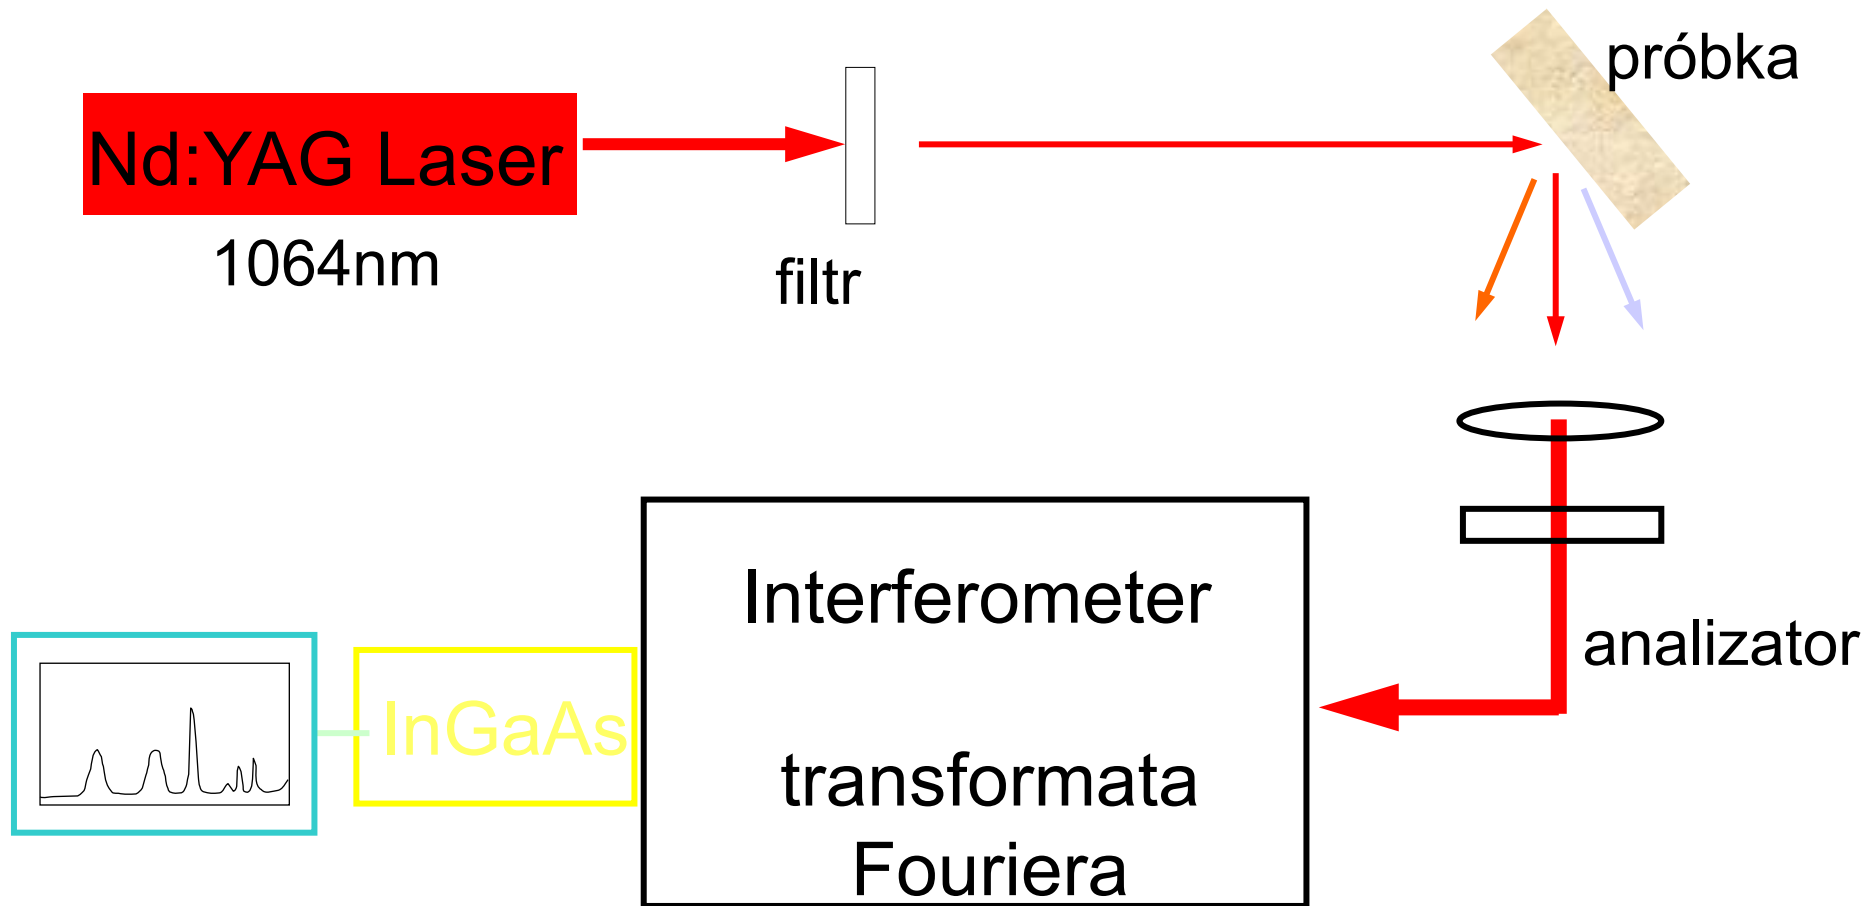 próbka
Nd:YAG Laser
1064nm
filtr
Interferometer
analizator
InGaAs
transformata
Fouriera